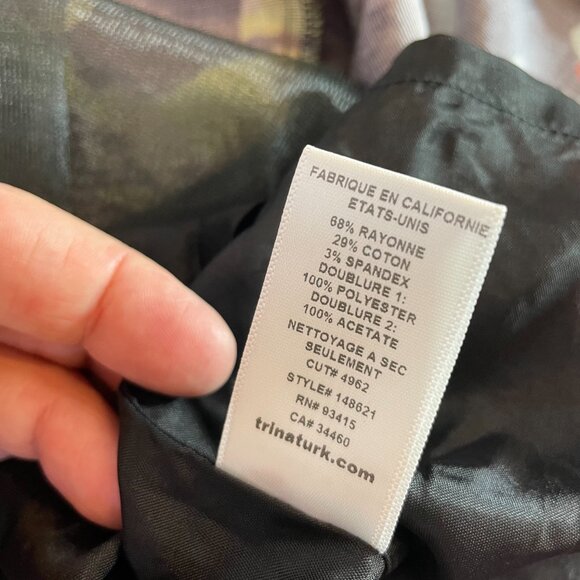 FABRIQUE EN CALIFORNIE
ETATS-UNIS
68% RAYONNE
29% COTON
3% SPANDEX
DOUBLURE 1:
100% POLYESTER
DOUBLURE 2:
100% ACETATE
NETTOYAGE A SEC
SEULEMENT
CUT# 4962
STYLE# 148621
RN# 93415
CA# 34460
trinaturk.com